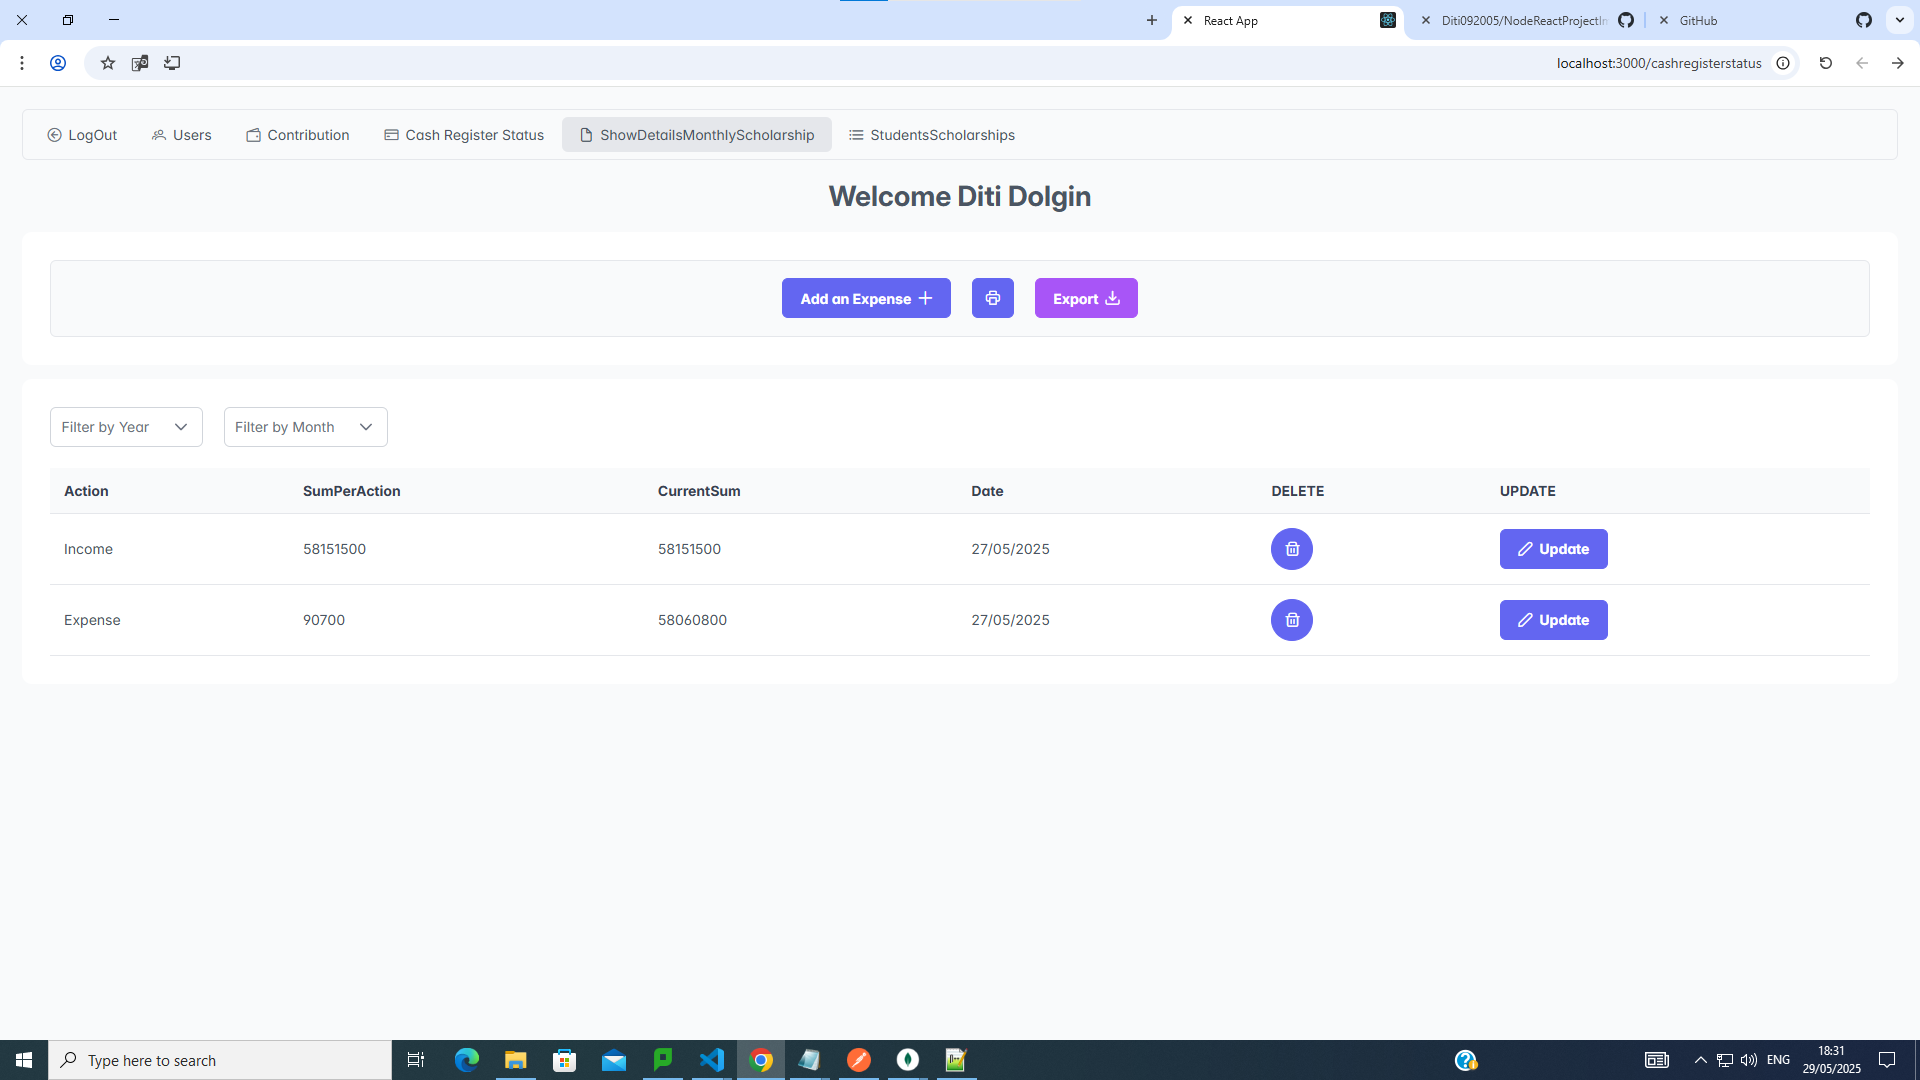 React App
Diti092005/NodeReactProjectIn
GitHub
localhost:3000/cashregisterstatus
LogOut Users Contribution Cash Register Status ShowDetailsMonthlyScholarship StudentsScholarships
Welcome Diti Dolgin
Add an Expense Export
Filter by Year Filter by Month
Action SumPerAction CurrentSum Date DELETE UPDATE
Income 58151500 58151500 27/05/2025 Update
Expense 90700 58060800 27/05/2025 Update
Type here to search
ENG
18:31
29/05/2025